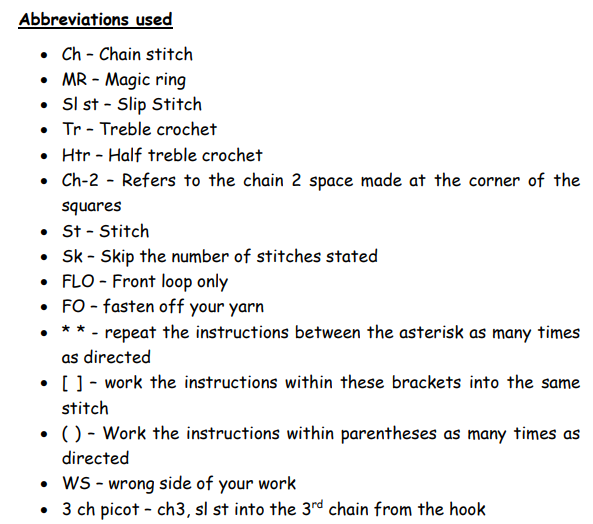 Abbreviations used
• Ch – Chain stitch
• MR – Magic ring
• Sl st – Slip Stitch
• Tr – Treble crochet
• Htr – Half treble crochet
• Ch-2 – Refers to the chain 2 space made at the corner of the
squares
• St – Stitch
• Sk – Skip the number of stitches stated
• FLO – Front loop only
• FO – fasten off your yarn
• * * - repeat the instructions between the asterisk as many times
as directed
• [ ] – work the instructions within these brackets into the same
stitch
• ( ) – Work the instructions within parentheses as many times as
directed
• WS – wrong side of your work
• 3 ch picot – ch3, sl st into the 3rd chain from the hook